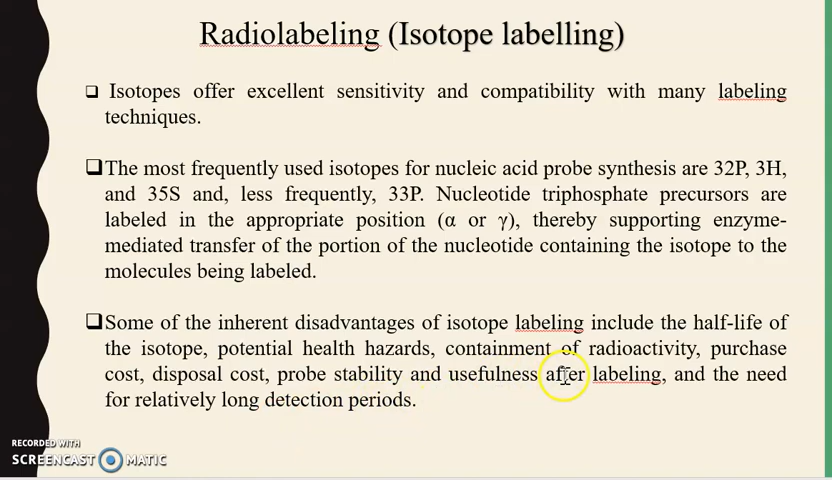 Radiolabeling (Isotope labelling)
Isotopes offer excellent sensitivity and compatibility with many labeling
techniques.
The most frequently used isotopes for nucleic acid probe synthesis are 32P, 3H,
and 35S and, less frequently, 33P. Nucleotide triphosphate precursors are
labeled in the appropriate position (α or γ), thereby supporting enzyme-
mediated transfer of the portion of the nucleotide containing the isotope to the
molecules being labeled.
Some of the inherent disadvantages of isotope labeling include the half-life of
the isotope, potential health hazards, containment of radioactivity, purchase
cost, disposal cost, probe stability and usefulness after labeling, and the need
for relatively long detection periods.
RECORDED WITH
SCREENCAST MATIC